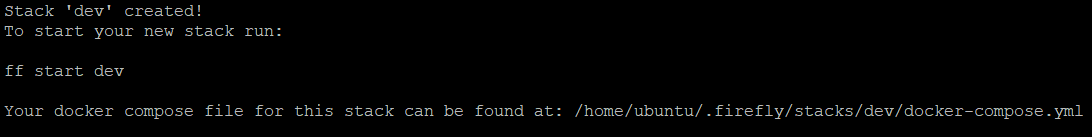 Stack 'dev' created!
To start your new stack run:
ff start dev
Your docker compose file for this stack can be found at: /home/ubuntu/.firefly/stacks/dev/docker-compose.yml